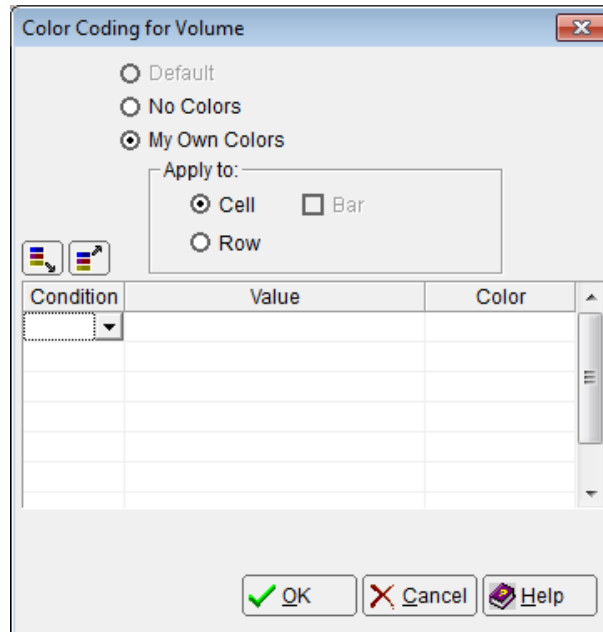 Color Coding for Volume
Default
No Colors
My Own Colors
Apply to:
Cell Bar
Row
Condition Value Color
OK Cancel Help